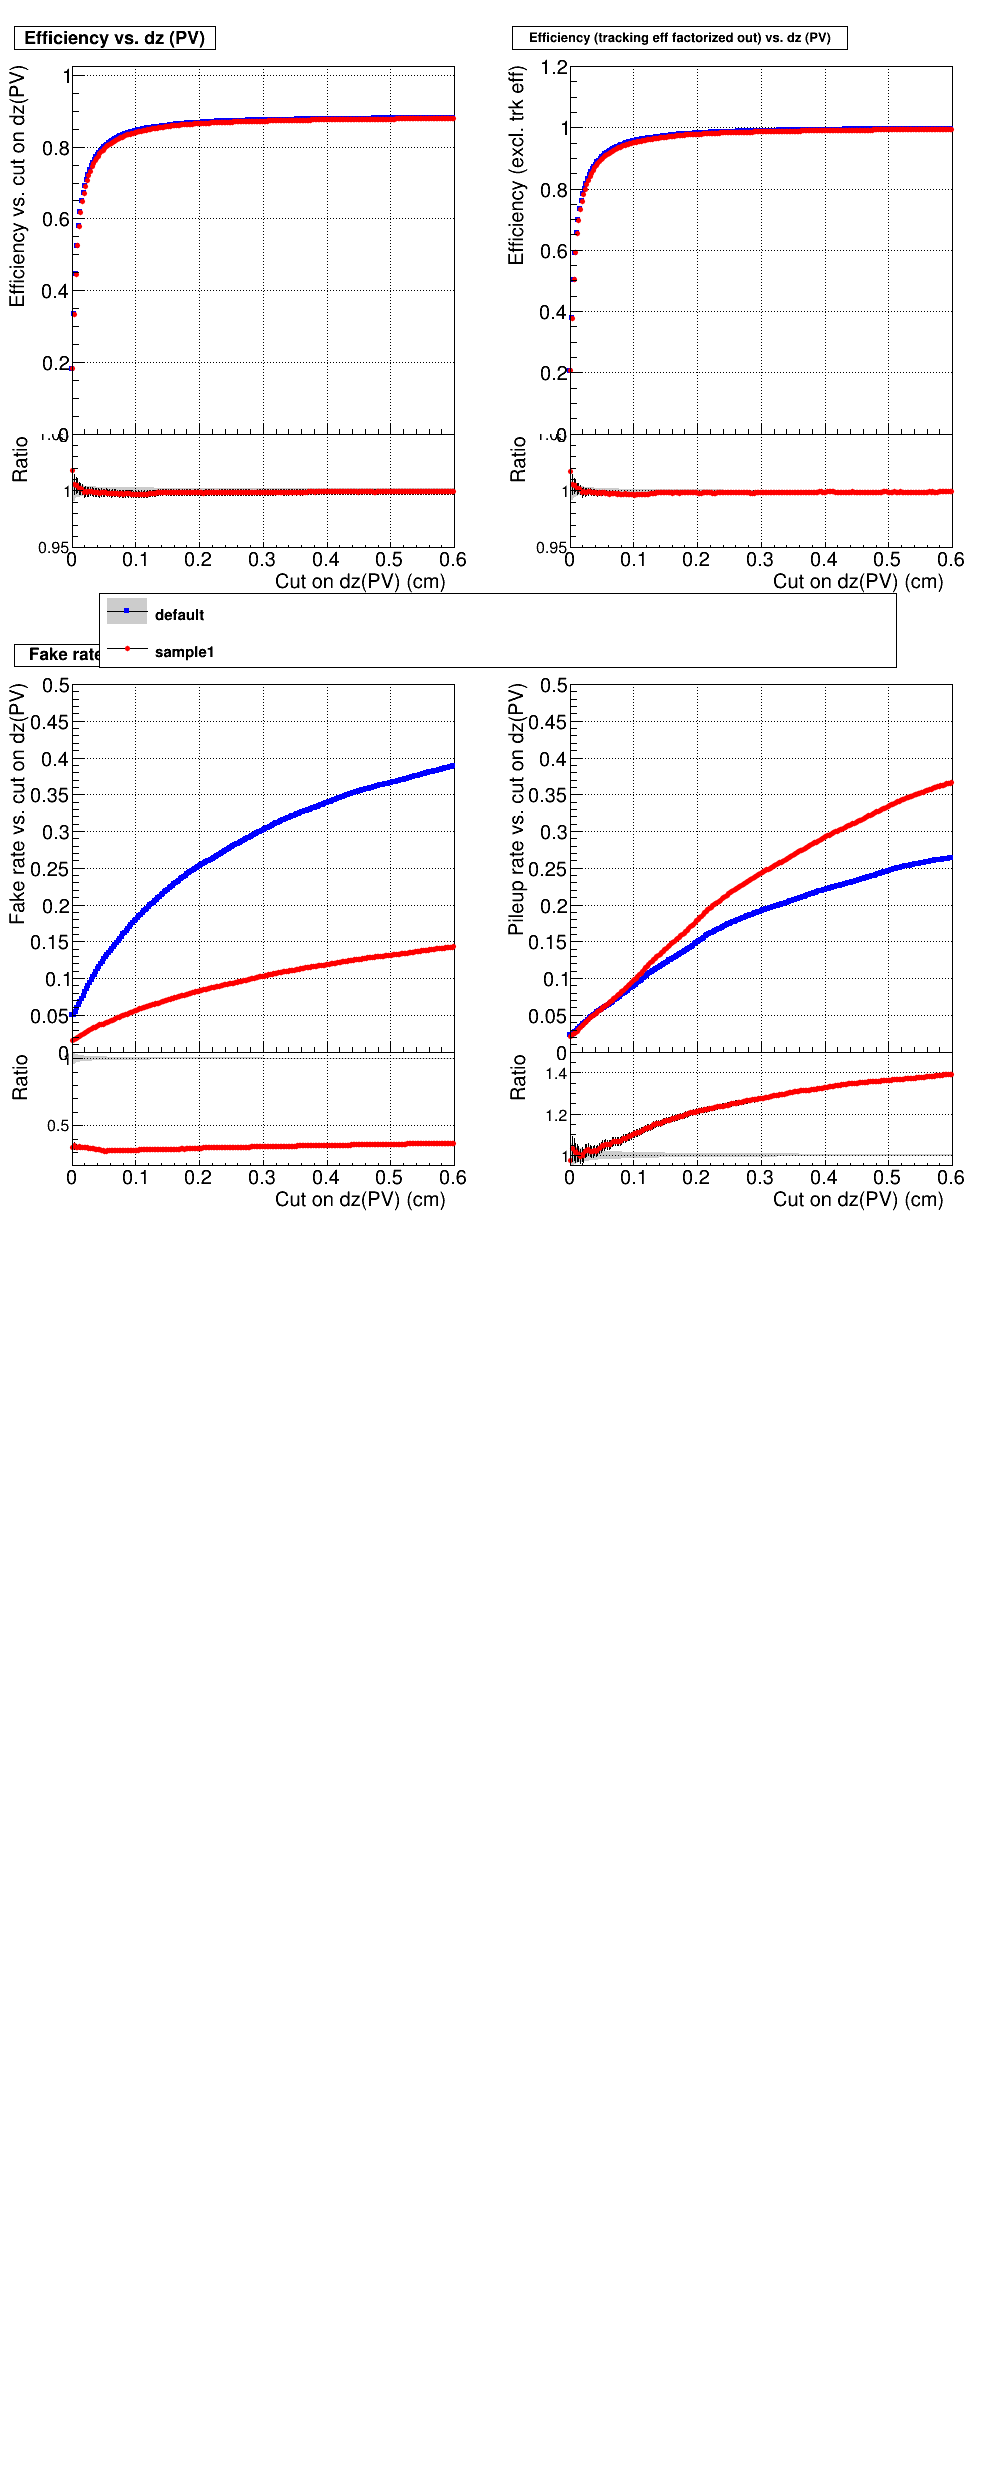 Efficiency vs. dz (PV)
Efficiency vs. cut on dz(PV)
1
0.8
0.6
0.4
0.2
0
Ratio
1
0.95
0 0.1 0.2 0.3 0.4 0.5 0.6
Cut on dz(PV) (cm)
Efficiency (tracking eff factorized out) vs. dz (PV)
Efficiency (excl. trk eff)
1.2
1
0.8
0.6
0.4
0.2
0
Ratio
1
0.95
0 0.1 0.2 0.3 0.4 0.5 0.6
Cut on dz(PV) (cm)
default
sample1
Fake rate
Fake rate vs. cut on dz(PV)
0.5
0.45
0.4
0.35
0.3
0.25
0.2
0.15
0.1
0.05
0
Ratio
1
0.5
0 0.1 0.2 0.3 0.4 0.5 0.6
Cut on dz(PV) (cm)
Pileup rate vs. cut on dz(PV)
0.5
0.45
0.4
0.35
0.3
0.25
0.2
0.15
0.1
0.05
0
Ratio
1.4
1.2
1
0 0.1 0.2 0.3 0.4 0.5 0.6
Cut on dz(PV) (cm)